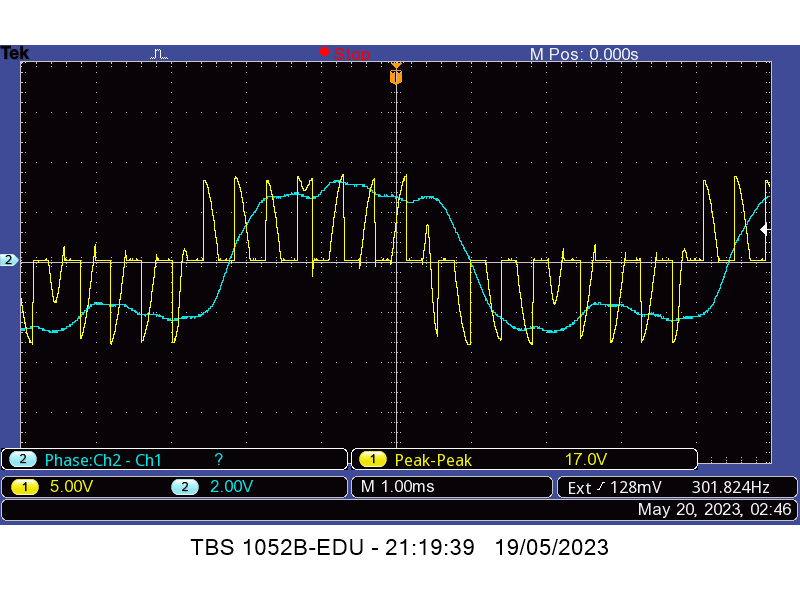 Tek Stop M Pos: 0.000s
T
2
2 Phase:Ch2 - Ch1 ? 1 Peak-Peak 17.0V
1 5.00V 2 2.00V M 1.00ms Ext 128mV 301.824Hz
May 20, 2023, 02:46
TBS 1052B-EDU - 21:19:39 19/05/2023